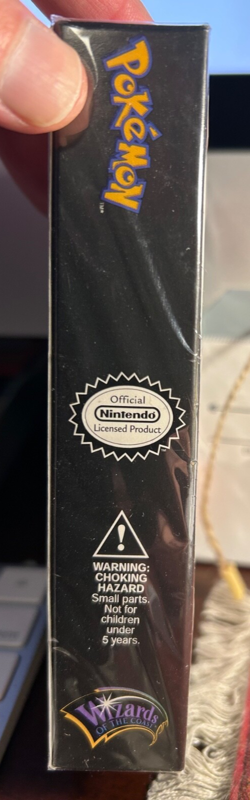 POKéMON
TM
Official
Nintendo
Licensed Product
WARNING:
CHOKING
HAZARD
Small parts.
Not for
children
under
5 years.
Wizards
OF THE COAST